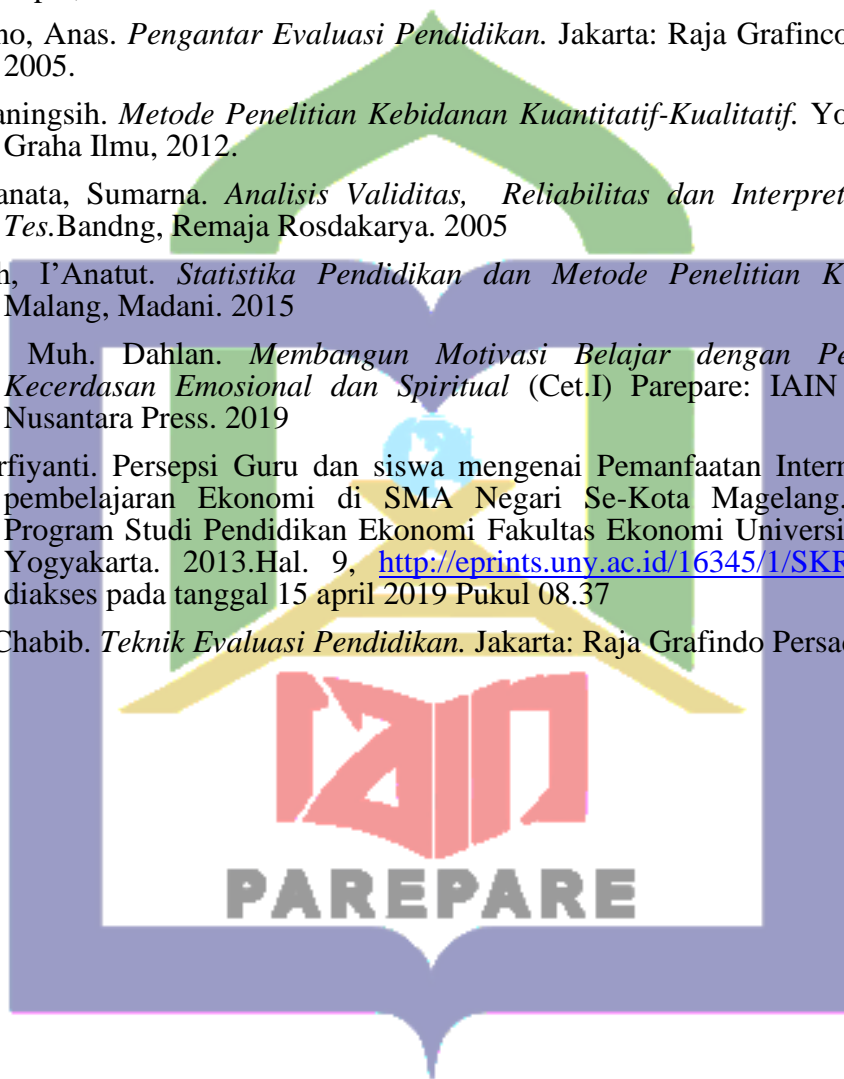 no, Anas. Pengantar Evaluasi Pendidikan. Jakarta: Raja Grafinco
2005.
aningsih. Metode Penelitian Kebidanan Kuantitatif-Kualitatif. Yo
Graha Ilmu, 2012.
anata, Sumarna. Analisis Validitas, Reliabilitas dan Interpret
Tes.Bandng, Remaja Rosdakarya. 2005
h, I’Anatut. Statistika Pendidikan dan Metode Penelitian K
Malang, Madani. 2015
Muh. Dahlan. Membangun Motivasi Belajar dengan Pe
Kecerdasan Emosional dan Spiritual (Cet.I) Parepare: IAIN
Nusantara Press. 2019
rfiyanti. Persepsi Guru dan siswa mengenai Pemanfaatan Intern
pembelajaran Ekonomi di SMA Negari Se-Kota Magelang.
Program Studi Pendidikan Ekonomi Fakultas Ekonomi Universi
Yogyakarta. 2013.Hal. 9, http://eprints.uny.ac.id/16345/1/SKR
diakses pada tanggal 15 april 2019 Pukul 08.37
Chabib. Teknik Evaluasi Pendidikan. Jakarta: Raja Grafindo Persad
iain
PAREPARE